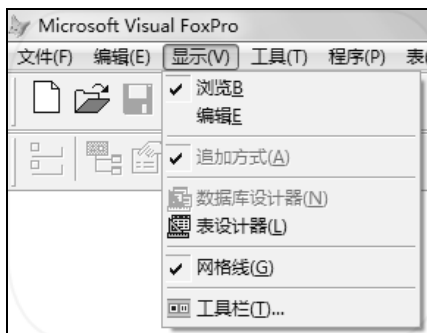 Microsoft Visual FoxPro
文件(F) 编辑(E) 显示(V) 工具(T) 程序(P) 表(
浏览B
编辑E
追加方式(A)
数据库设计器(N)
表设计器(L)
网格线(G)
工具栏(T)...